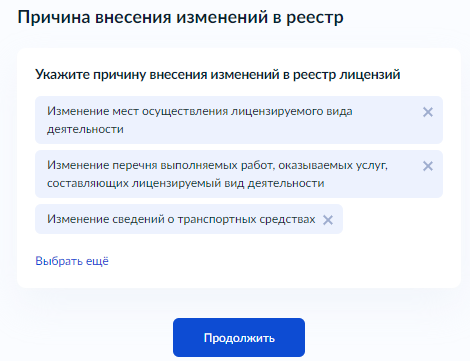 Причина внесения изменений в реестр
Укажите причину внесения изменений в реестр лицензий
Изменение мест осуществления лицензируемого вида
деятельности
Изменение перечня выполняемых работ, оказываемых услуг,
составляющих лицензируемый вид деятельности
Изменение сведений о транспортных средствах
Выбрать ещё
Продолжить